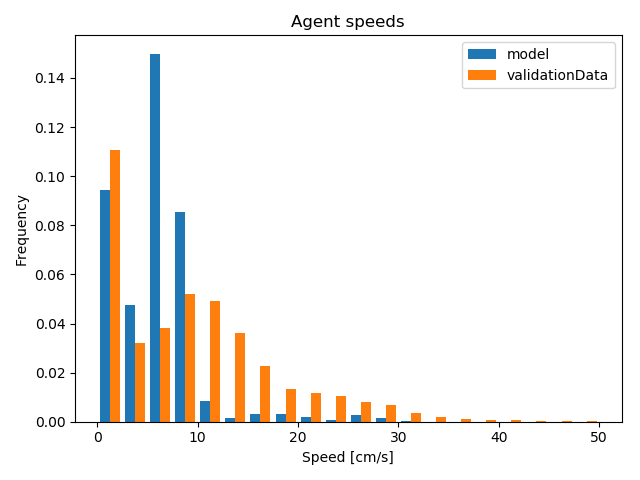 Agent speeds
model
validationData
Frequency
0.14
0.12
0.10
0.08
0.06
0.04
0.02
0.00
0 10 20 30 40 50
Speed [cm/s]